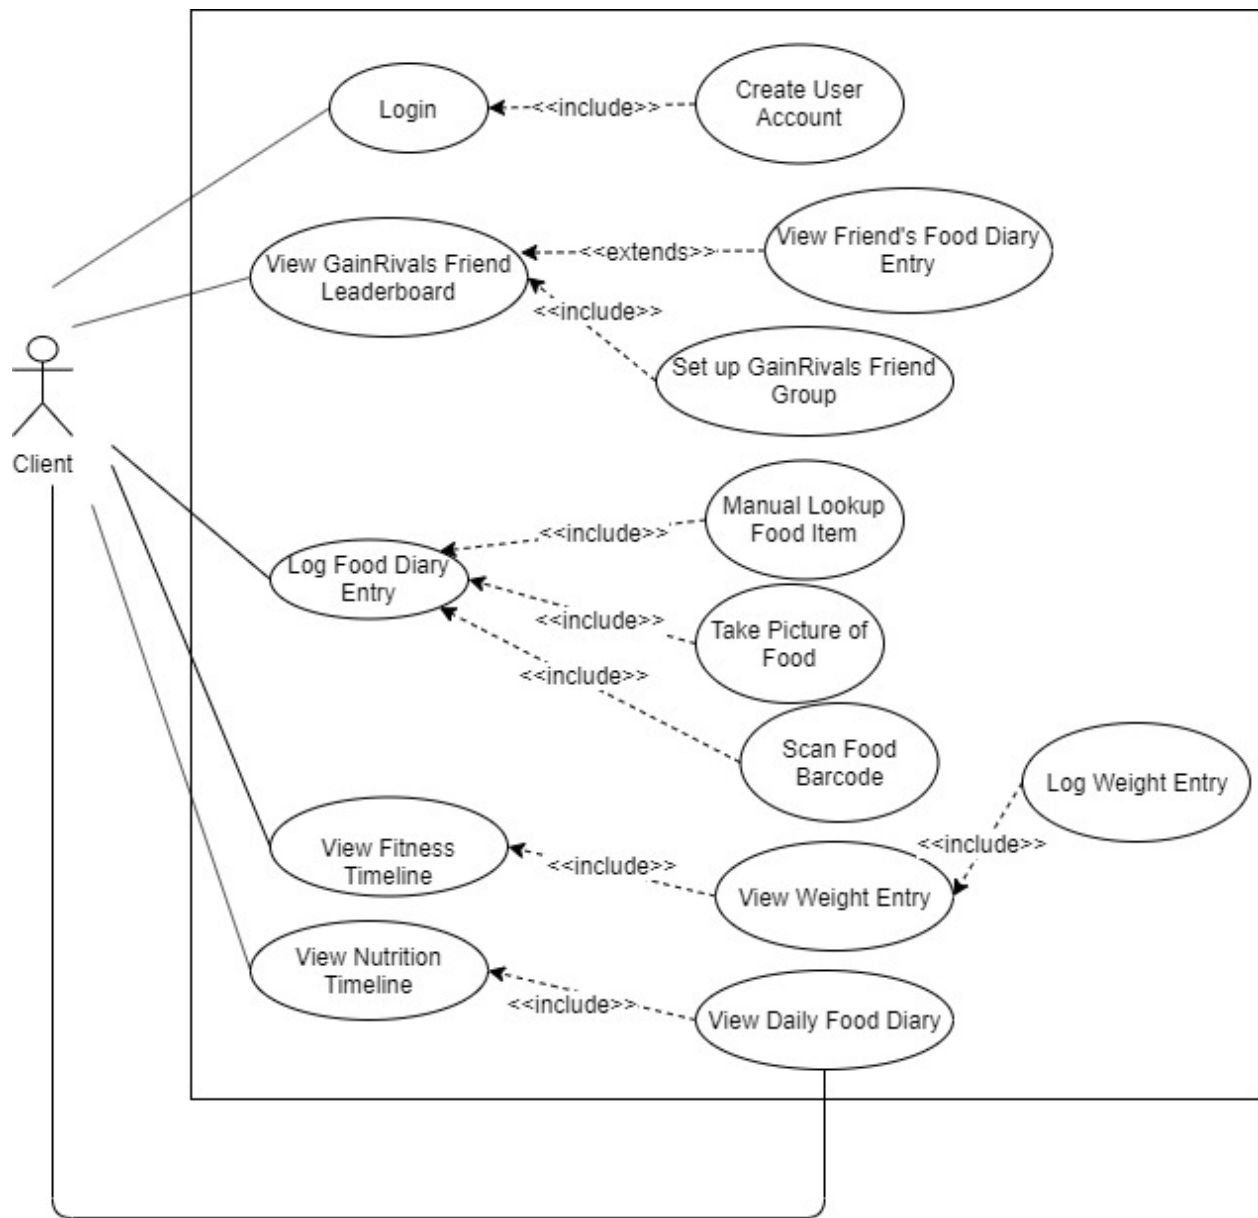 Login
<<include>>
Create User
Account
View GainRivals Friend
Leaderboard
<<extends>>
View Friend's Food Diary
Entry
<<include>>
Set up GainRivals Friend
Group
Client
Log Food Diary
Entry
<<include>>
Manual Lookup
Food Item
<<include>>
Take Picture of
Food
<<include>>
Scan Food
Barcode
View Fitness
Timeline
<<include>>
View Weight Entry
<<include>>
Log Weight Entry
View Nutrition
Timeline
<<include>>
View Daily Food Diary